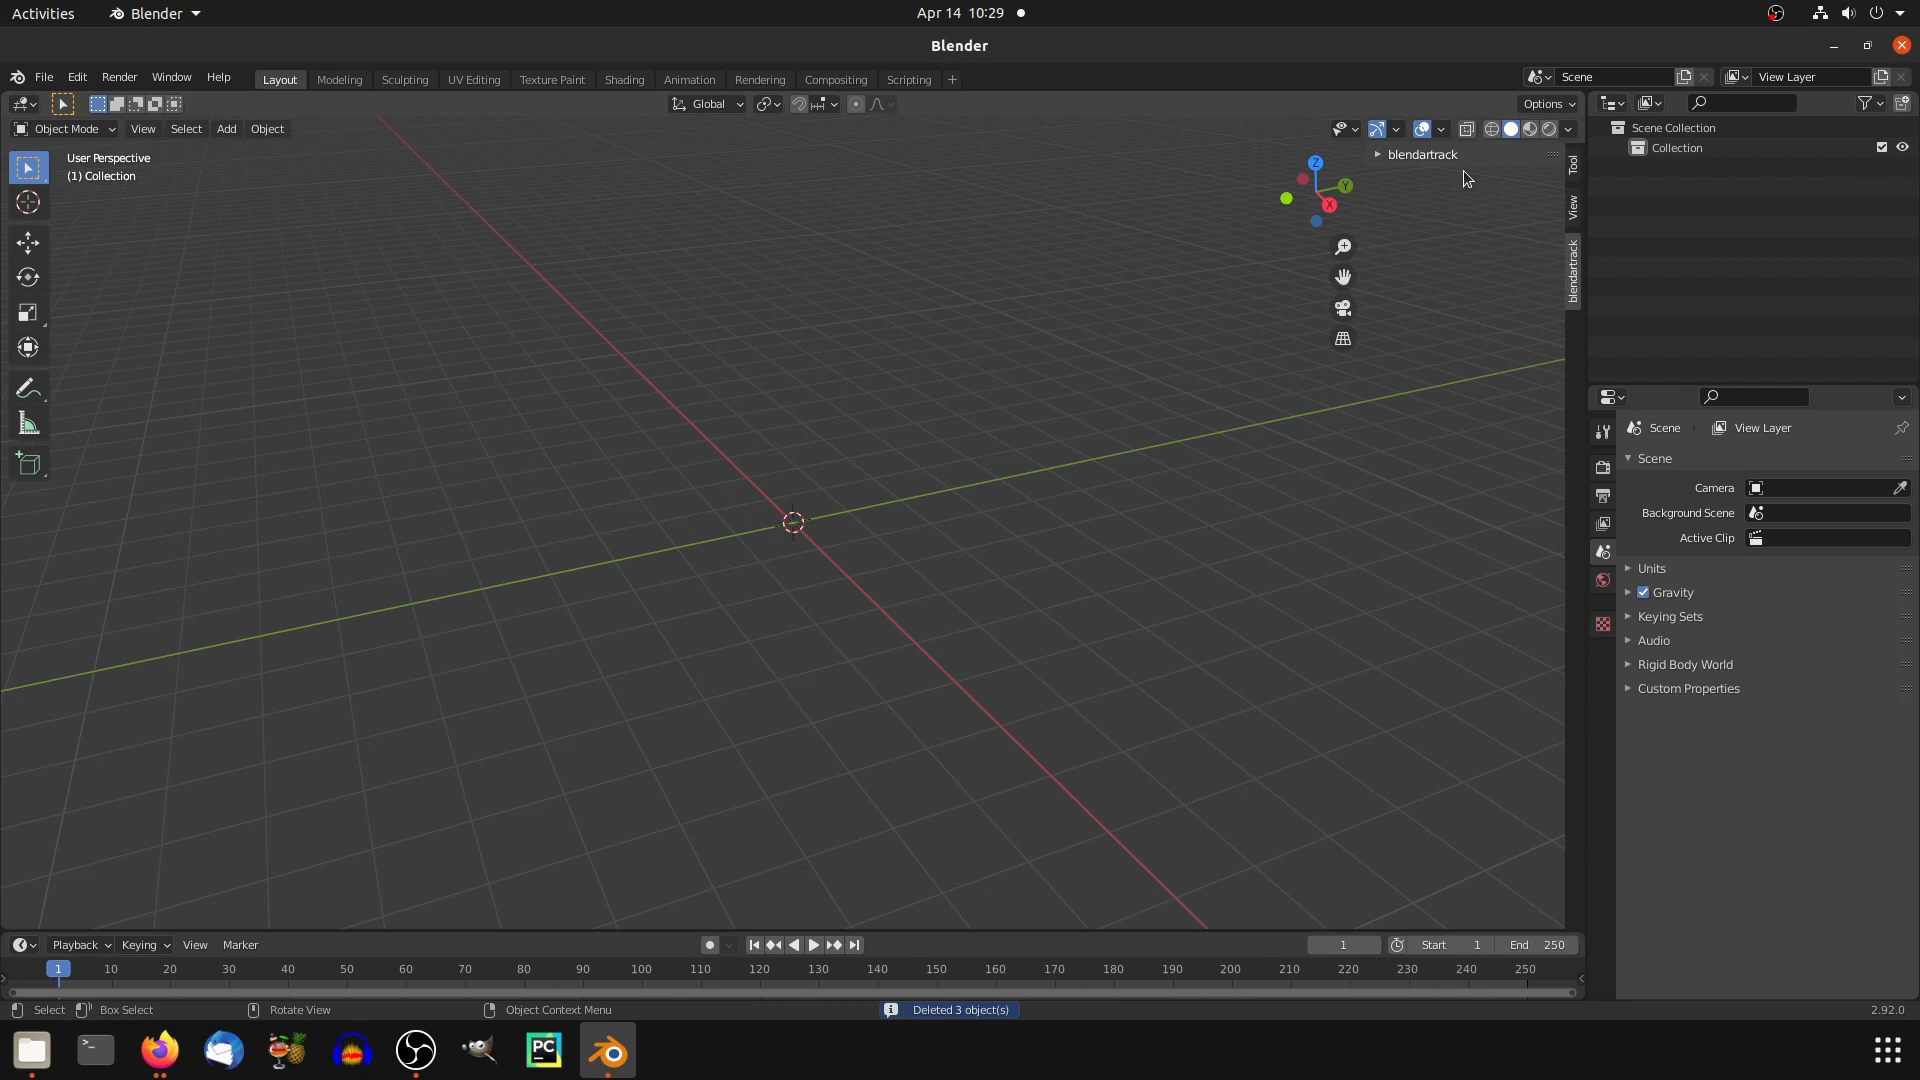 Activities Blender Apr 14 10:29
Blender
File Edit Render Window Help Layout Modeling Sculpting UV Editing Texture Paint Shading Animation Rendering Compositing Scripting + Scene View Layer
Global Options
Object Mode View Select Add Object
User Perspective
(1) Collection
blendartrack
Z
Y
X
Tool
View
blendartrack
Scene Collection
Collection
Scene View Layer
Scene
Camera
Background Scene
Active Clip
Units
Gravity
Keying Sets
Audio
Rigid Body World
Custom Properties
Playback Keying View Marker 1 Start 1 End 250
1 10 20 30 40 50 60 70 80 90 100 110 120 130 140 150 160 170 180 190 200 210 220 230 240 250
Select Box Select Rotate View Object Context Menu Deleted 3 object(s) 2.92.0
PC